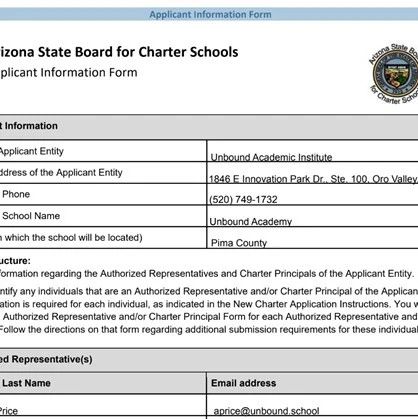 Applicant Information Form
izona State Board for Charter Schools
plicant Information Form
Arizona State Board
for Charter Schools
t Information
Applicant Entity
Unbound Academic Institute
ddress of the Applicant Entity
1846 E Innovation Park Dr., Ste. 100, Oro Valley,
Phone
(520) 749-1732
School Name
Unbound Academy
n which the school will be located)
Pima County
ucture:
ormation regarding the Authorized Representatives and Charter Principals of the Applicant Entity.
entify any individuals that are an Authorized Representative and/or Charter Principal of the Applican
ation is required for each individual, as indicated in the New Charter Application Instructions. You w
Authorized Representative and/or Charter Principal Form for each Authorized Representative and
Follow the directions on that form regarding additional submission requirements for these individual
ed Representative(s)
Last Name
Email address
Price
aprice@unbound.school